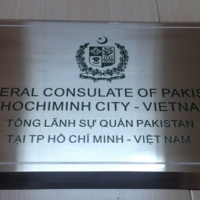 ERAL CONSULATE OF PAKIS
HOCHIMINH CITY - VIETNA
TỔNG LÃNH SỰ QUÁN PAKISTAN
TẠI TP HỒ CHÍ MINH - VIỆT NAM